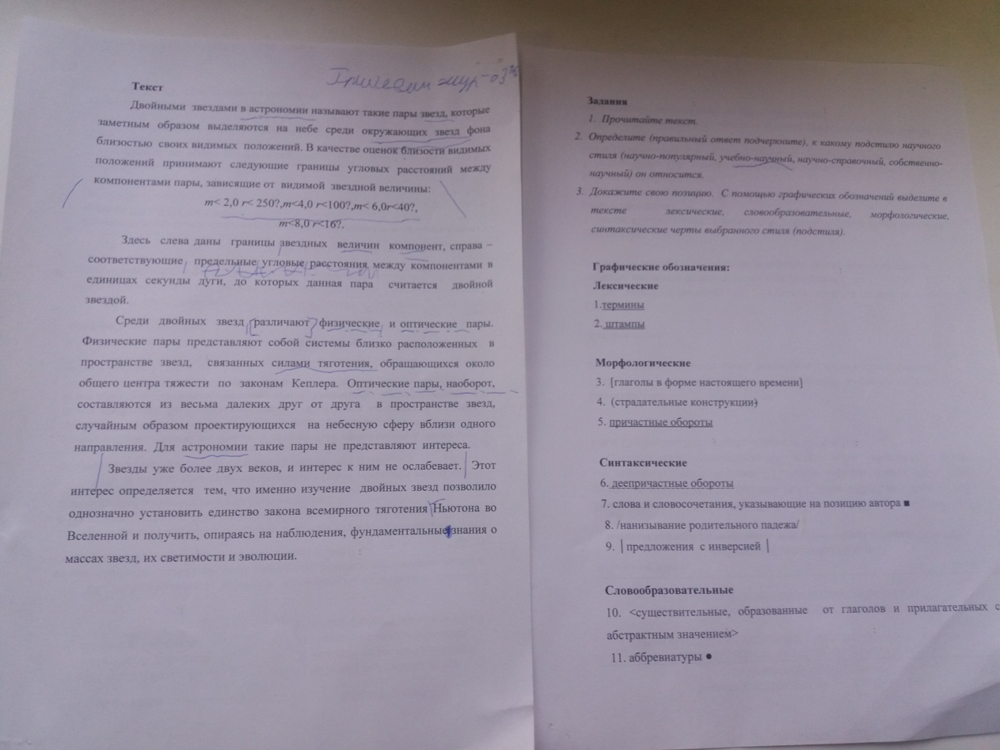 Текст
Двойными звездами в астрономии называют такие пары звезд, которые
заметным образом выделяются на небе среди окружающих звезд фона
близостью своих видимых положений. В качестве оценок близости видимых
положений принимают следующие границы угловых расстояний между
компонентами пары, зависящие от видимой звездной величины:
m< 2,0 r< 250?,m<4,0 r<100?,m< 6,0r<40?,
m<8,0 r<16?.
Здесь слева даны границы звездных величин компонент, справа –
соответствующие предельные угловые расстояния между компонентами в
единицах секунды дуги, до которых данная пара считается двойной
звездой.
Среди двойных звезд различают физические и оптические пары.
Физические пары представляют собой системы близко расположенных в
пространстве звезд, связанных силами тяготения, обращающихся около
общего центра тяжести по законам Кеплера. Оптические пары, наоборот,
составляются из весьма далеких друг от друга в пространстве звезд,
случайным образом проектирующихся на небесную сферу вблизи одного
направления. Для астрономии такие пары не представляют интереса.
Звезды уже более двух веков, и интерес к ним не ослабевает. Этот
интерес определяется тем, что именно изучение двойных звезд позволило
однозначно установить единство закона всемирного тяготения Ньютона во
Вселенной и получить, опираясь на наблюдения, фундаментальные знания о
массах звезд, их светимости и эволюции.
Задания
1. Прочитайте текст.
2. Определите (правильный ответ подчеркните), к какому подстилю научного
стиля (научно-популярный, учебно-научный, научно-справочный, собственно-
научный) он относится.
3. Докажите свою позицию. С помощью графических обозначений выделите в
тексте лексические, словообразовательные, морфологические,
синтаксические черты выбранного стиля (подстиля).
Графические обозначения:
Лексические
1.термины
2. штампы
Морфологические
3. [глаголы в форме настоящего времени]
4. (страдательные конструкции)
5. причастные обороты
Синтаксические
6. деепричастные обороты
7. слова и словосочетания, указывающие на позицию автора ■
8. /нанизывание родительного падежа/
9. | предложения с инверсией |
Словообразовательные
10. <существительные, образованные от глаголов и прилагательных с
абстрактным значением>
11. аббревиатуры ●